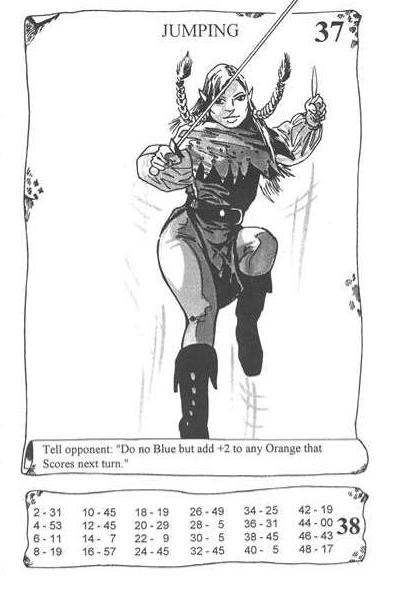 JUMPING 37
Tell opponent: "Do no Blue but add +2 to any Orange that
Scores next turn."
2 - 31 10 - 45 18 - 19 26 - 49 34 - 25 42 - 19
4 - 53 12 - 45 20 - 29 28 - 5 36 - 31 44 - 00 38
6 - 11 14 - 7 22 - 9 30 - 5 38 - 45 46 - 43
8 - 19 16 - 57 24 - 45 32 - 45 40 - 5 48 - 17